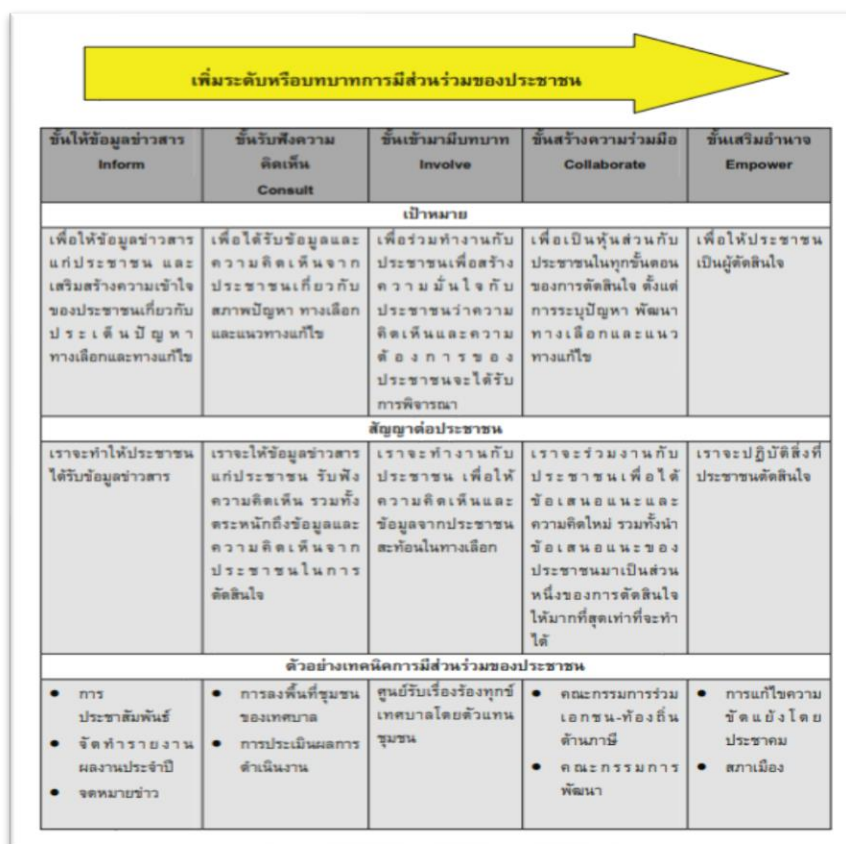 เพิ่มระดับหรือบทบาทการมีส่วนร่วมของประชาชน
ขั้นให้ข้อมูลข่าวสาร
Inform
ขั้นรับฟังความ
คิดเห็น
Consult
ขั้นเข้ามามีบทบาท
Involve
ขั้นสร้างความร่วมมือ
Collaborate
ขั้นเสริมอำนาจ
Empower
เป้าหมาย
เพื่อให้ข้อมูลข่าวสาร
แก่ประชาชน และ
เสริมสร้างความเข้าใจ
ของประชาชนเกี่ยวกับ
ประเด็นปัญหา
ทางเลือกและทางแก้ไข
เพื่อได้รับข้อมูลและ
ความคิดเห็นจาก
ประชาชนเกี่ยวกับ
สภาพปัญหา ทางเลือก
และแนวทางแก้ไข
เพื่อร่วมทำงานกับ
ประชาชนเพื่อสร้าง
ความมั่นใจกับ
ประชาชนว่าความ
คิดเห็นและความ
ต้องการของ
ประชาชนจะได้รับ
การพิจารณา
เพื่อเป็นหุ้นส่วนกับ
ประชาชนในทุกขั้นตอน
ของการตัดสินใจ ตั้งแต่
การระบุปัญหา พัฒนา
ทางเลือกและแนว
ทางแก้ไข
เพื่อให้ประชาชน
เป็นผู้ตัดสินใจ
สัญญาต่อประชาชน
เราจะทำให้ประชาชน
ได้รับข้อมูลข่าวสาร
เราจะให้ข้อมูลข่าวสาร
แก่ประชาชน รับฟัง
ความคิดเห็น รวมทั้ง
ตระหนักถึงข้อมูลและ
ความคิดเห็นจาก
ประชาชนในการ
ตัดสินใจ
เราจะทำงานกับ
ประชาชน เพื่อให้
ความคิดเห็นและ
ข้อมูลจากประชาชน
สะท้อนในทางเลือก
เราจะร่วมงานกับ
ประชาชนเพื่อได้
ข้อเสนอแนะและ
ความคิดใหม่ รวมทั้งนำ
ข้อเสนอแนะของ
ประชาชนมาเป็นส่วน
หนึ่งของการตัดสินใจ
ให้มากที่สุดเท่าที่จะทำ
ได้
เราจะปฏิบัติสิ่งที่
ประชาชนตัดสินใจ
ตัวอย่างเทคนิคการมีส่วนร่วมของประชาชน
● การ
ประชาสัมพันธ์
● จัดทำรายงาน
ผลงานประจำปี
● จดหมายข่าว
● การลงพื้นที่ชุมชน
ของเทศบาล
● การประเมินผลการ
ดำเนินงาน
ศูนย์รับเรื่องร้องทุกข์
เทศบาลโดยตัวแทน
ชุมชน
● คณะกรรมการร่วม
เอกชน-ท้องถิ่น
ด้านภาษี
● คณะกรรมการ
พัฒนา
● การแก้ไขความ
ขัดแย้งโดย
ประชาคม
● สภาเมือง